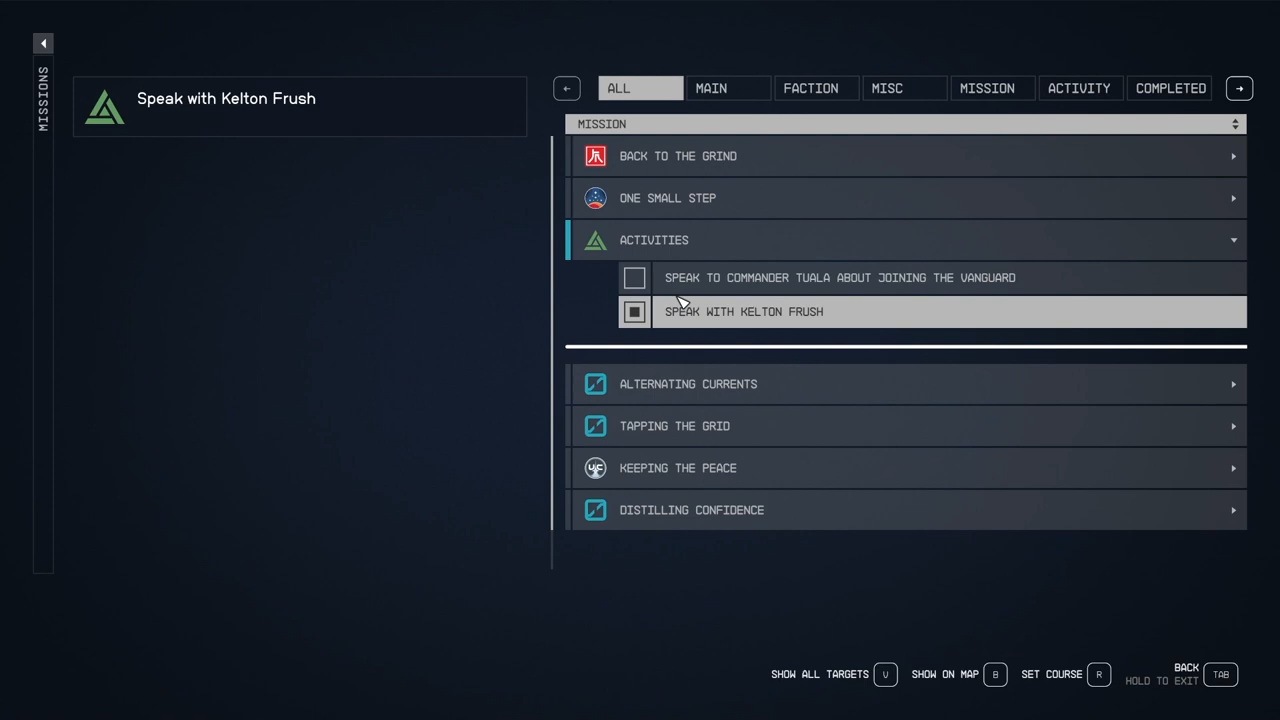 MISSIONS
Speak with Kelton Frush
ALL
MAIN
FACTION
MISC
MISSION
ACTIVITY
COMPLETED
MISSION
BACK TO THE GRIND
ONE SMALL STEP
ACTIVITIES
SPEAK TO COMMANDER TUALA ABOUT JOINING THE VANGUARD
SPEAK WITH KELTON FRUSH
ALTERNATING CURRENTS
TAPPING THE GRID
UC
KEEPING THE PEACE
DISTILLING CONFIDENCE
SHOW ALL TARGETS V
SHOW ON MAP B
SET COURSE R
BACK
HOLD TO EXIT
TAB